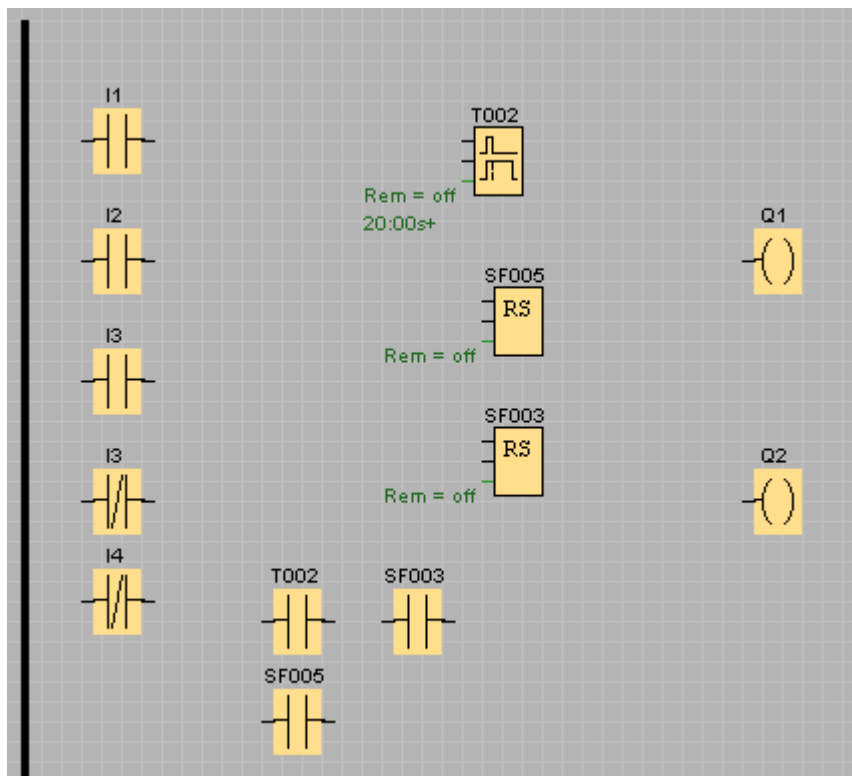 I1
T002
Rem = off
20:00s+
I2
Q1
SF005
RS
Rem = off
I3
SF003
RS
Rem = off
I3
Q2
I4
T002
SF003
SF005